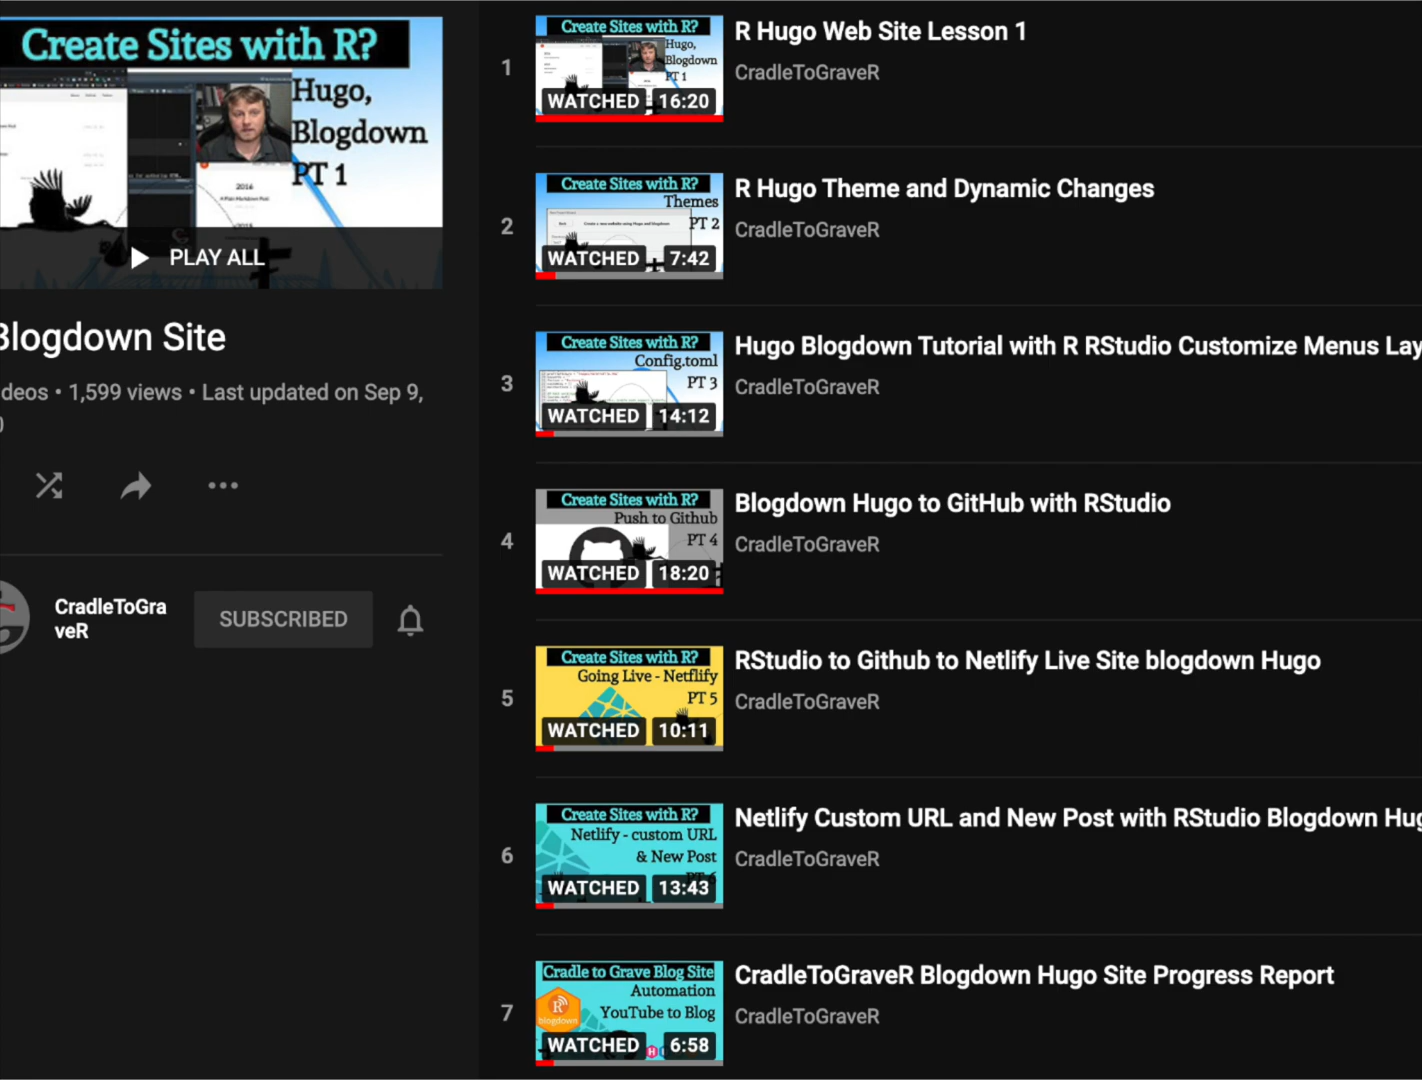 Create Sites with R?
Hugo,
Blogdown
PT 1
2016
A Plain Markdown Post
PLAY ALL
Blogdown Site
deos • 1,599 views • Last updated on Sep 9,
CradleToGra
veR
SUBSCRIBED
1
Create Sites with R?
Hugo,
Blogdown
PT 1
WATCHED 16:20
R Hugo Web Site Lesson 1
CradleToGraveR
2
Create Sites with R?
Themes
PT 2
WATCHED 7:42
R Hugo Theme and Dynamic Changes
CradleToGraveR
3
Create Sites with R?
Config.toml
PT 3
WATCHED 14:12
Hugo Blogdown Tutorial with R RStudio Customize Menus Lay
CradleToGraveR
4
Create Sites with R?
Push to Github
PT 4
WATCHED 18:20
Blogdown Hugo to GitHub with RStudio
CradleToGraveR
5
Create Sites with R?
Going Live - Netflify
PT 5
WATCHED 10:11
RStudio to Github to Netlify Live Site blogdown Hugo
CradleToGraveR
6
Create Sites with R?
Netlify - custom URL
& New Post
PT 6
WATCHED 13:43
Netlify Custom URL and New Post with RStudio Blogdown Hug
CradleToGraveR
7
Cradle to Grave Blog Site
Automation
YouTube to Blog
R
blogdown
WATCHED 6:58
CradleToGraveR Blogdown Hugo Site Progress Report
CradleToGraveR